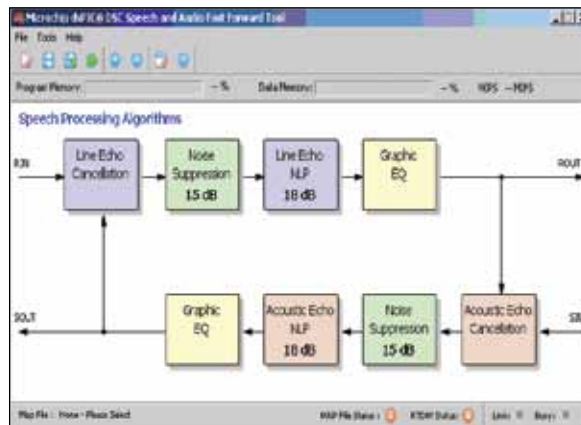 Microchip dsPIC® DSC Speech and Audio Fast Forward Tool
File Tools Help
Program Memory: -- % Data Memory: -- % MIPS --MIPS
Speech Processing Algorithms
RIN
Line Echo
Cancellation
Noise
Suppression
15 dB
Line Echo
NLP
18 dB
Graphic
EQ
ROUT
SOUT
Graphic
EQ
Acoustic Echo
NLP
18 dB
Noise
Suppression
15 dB
Acoustic Echo
Cancellation
Map File : None - Please Select MAP File Status : Link: Busy: